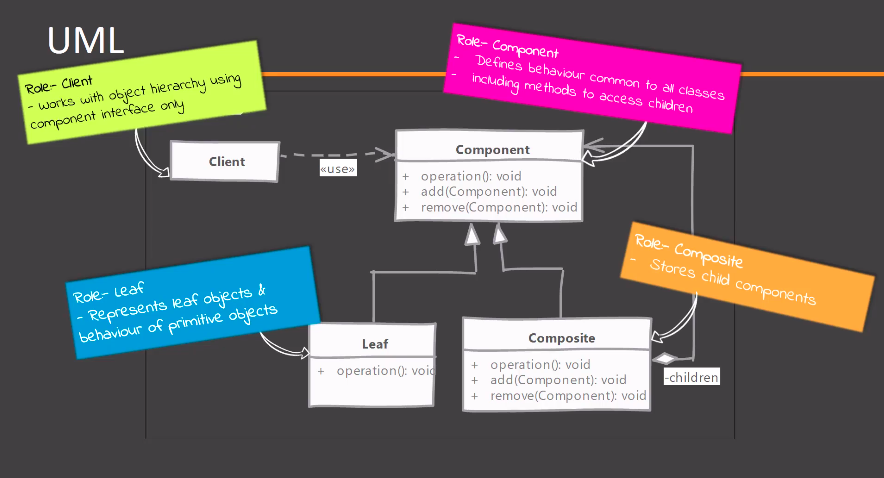 UML
Role- Client
- works with object hierarchy using
component interface only
Role- Component
- Defines behaviour common to all classes
- including methods to access children
Client
«use»
Component
+ operation(): void
+ add(Component): void
+ remove(Component): void
Role- Leaf
- Represents leaf objects &
behaviour of primitive objects
Role- Composite
- Stores child components
Leaf
+ operation(): void
Composite
+ operation(): void
+ add(Component): void
+ remove(Component): void
-children